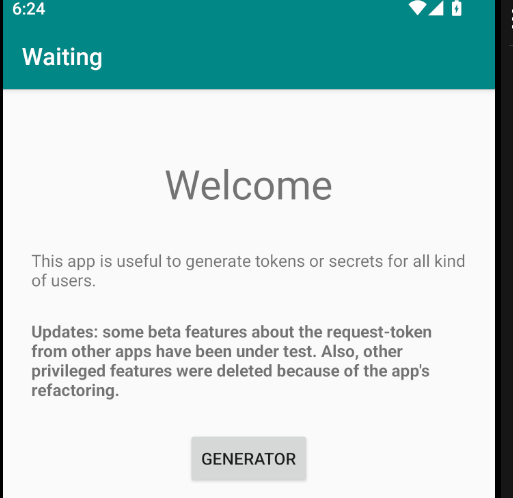 6:24
Waiting
Welcome
This app is useful to generate tokens or secrets for all kind
of users.
Updates: some beta features about the request-token
from other apps have been under test. Also, other
privileged features were deleted because of the app's
refactoring.
GENERATOR